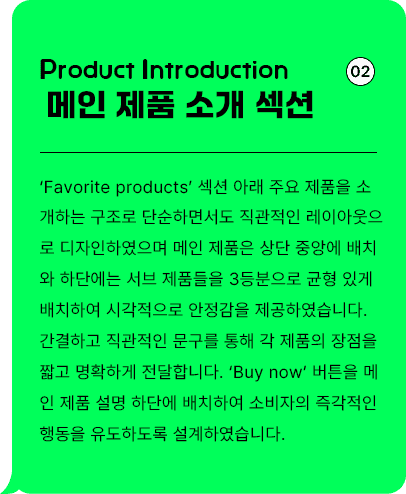 Product Introduction
02
메인 제품 소개 섹션
‘Favorite products’ 섹션 아래 주요 제품을 소
개하는 구조로 단순하면서도 직관적인 레이아웃으
로 디자인하였으며 메인 제품은 상단 중앙에 배치
와 하단에는 서브 제품들을 3등분으로 균형 있게
배치하여 시각적으로 안정감을 제공하였습니다.
간결하고 직관적인 문구를 통해 각 제품의 장점을
짧고 명확하게 전달합니다. ‘Buy now‘ 버튼을 메
인 제품 설명 하단에 배치하여 소비자의 즉각적인
행동을 유도하도록 설계하였습니다.